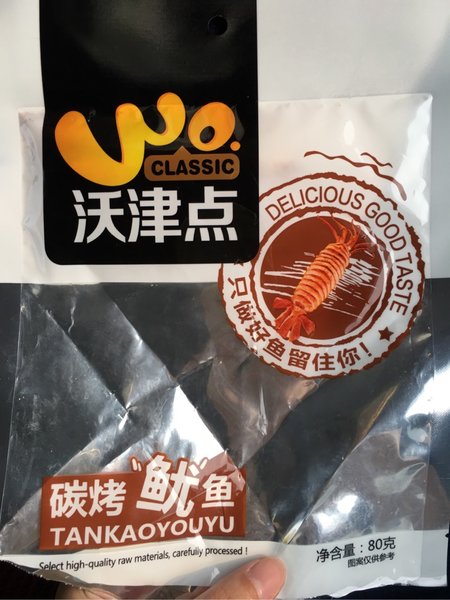 Wo.
CLASSIC
沃津点
DELICIOUS GOOD TASTE
只做好鱼留住你！
碳烤"鱿"鱼
TANKAOYOUYU
Select high-quality raw materials, carefully processed !
净含量：80克
图案仅供参考